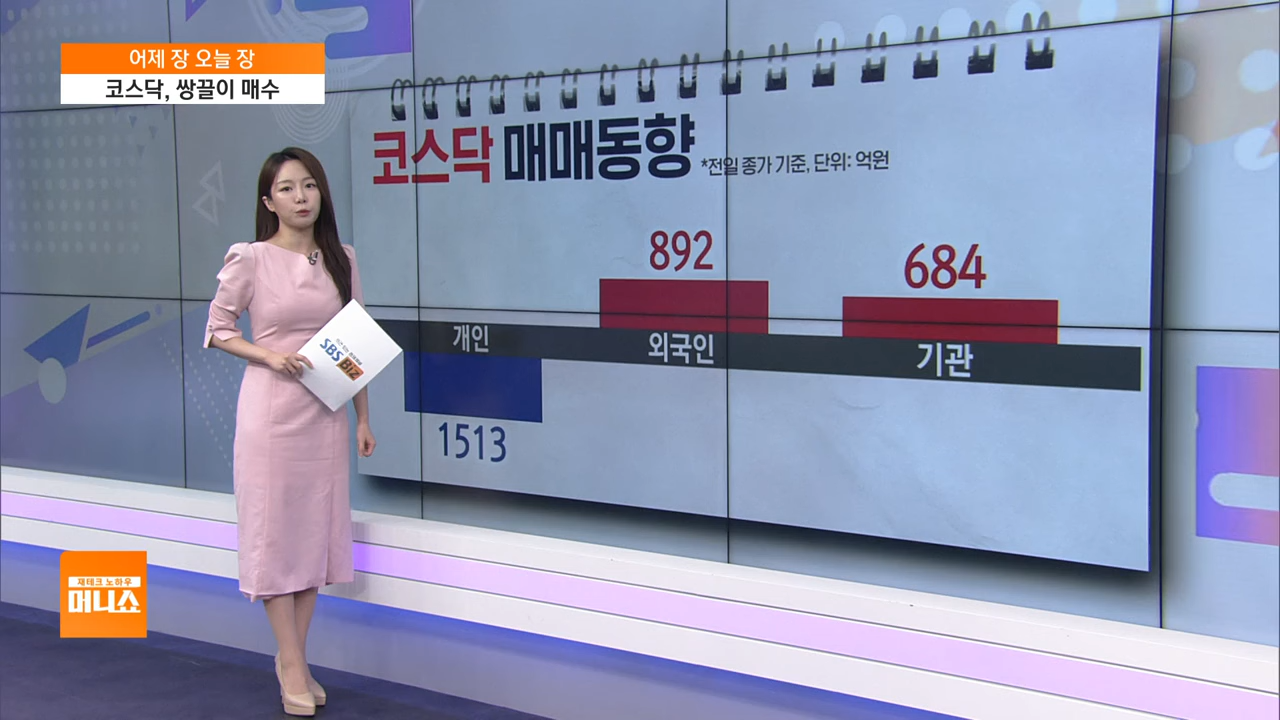 어제 장 오늘 장
코스닥, 쌍끌이 매수
코스닥 매매동향 *전일 종가 기준, 단위: 억원
892
684
개인
외국인
기관
1513
SBS Biz
재테크 노하우
머니쇼